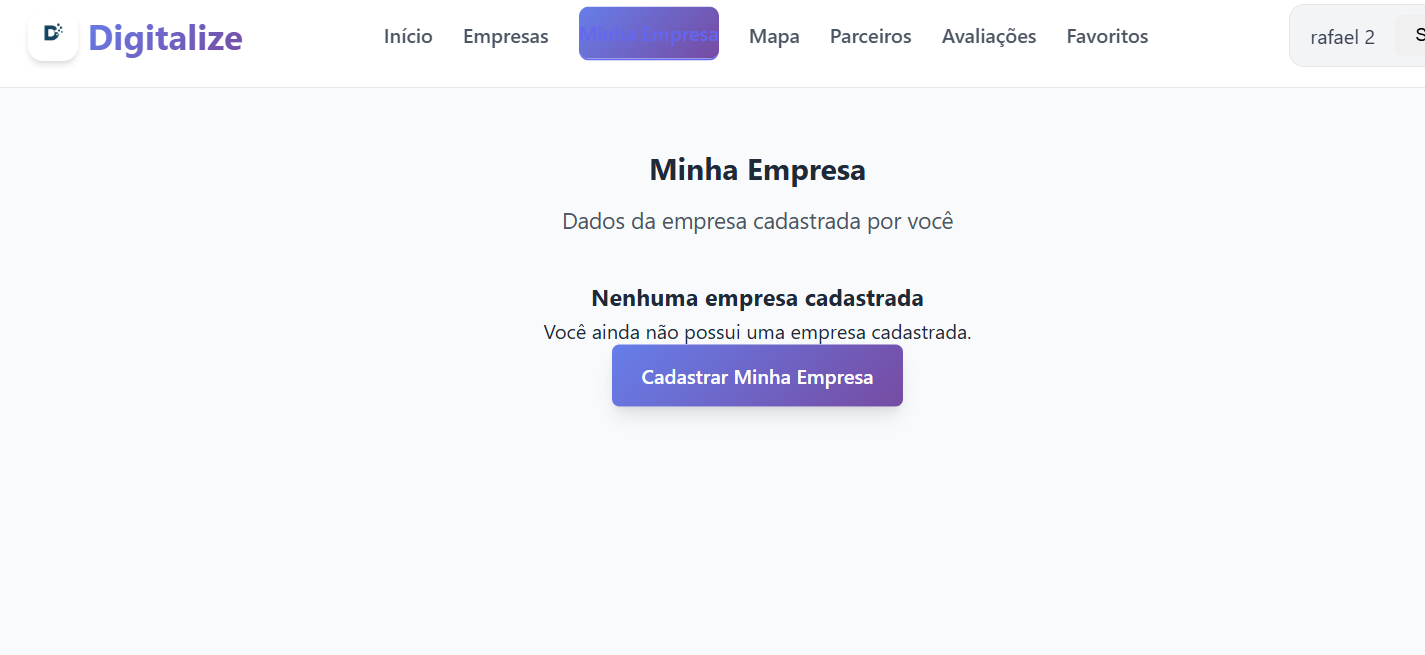 Digitalize
Início Empresas Minha Empresa Mapa Parceiros Avaliações Favoritos
rafael 2 S
Minha Empresa
Dados da empresa cadastrada por você
Nenhuma empresa cadastrada
Você ainda não possui uma empresa cadastrada.
Cadastrar Minha Empresa